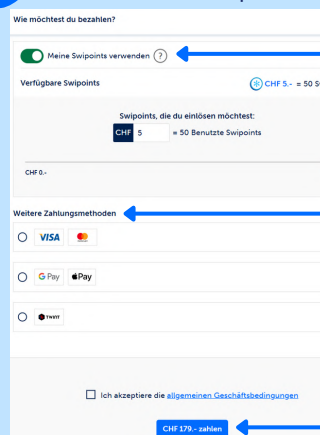 Wie möchtest du bezahlen?
Meine Swipoints verwenden ?
Verfügbare Swipoints CHF 5.- = 50 S
Swipoints, die du einlösen möchtest:
CHF 5 = 50 Benutzte Swipoints
CHF 0.-
Weitere Zahlungsmethoden
VISA
G Pay Pay
TWINT
Ich akzeptiere die allgemeinen Geschäftsbedingungen
CHF 179.- zahlen